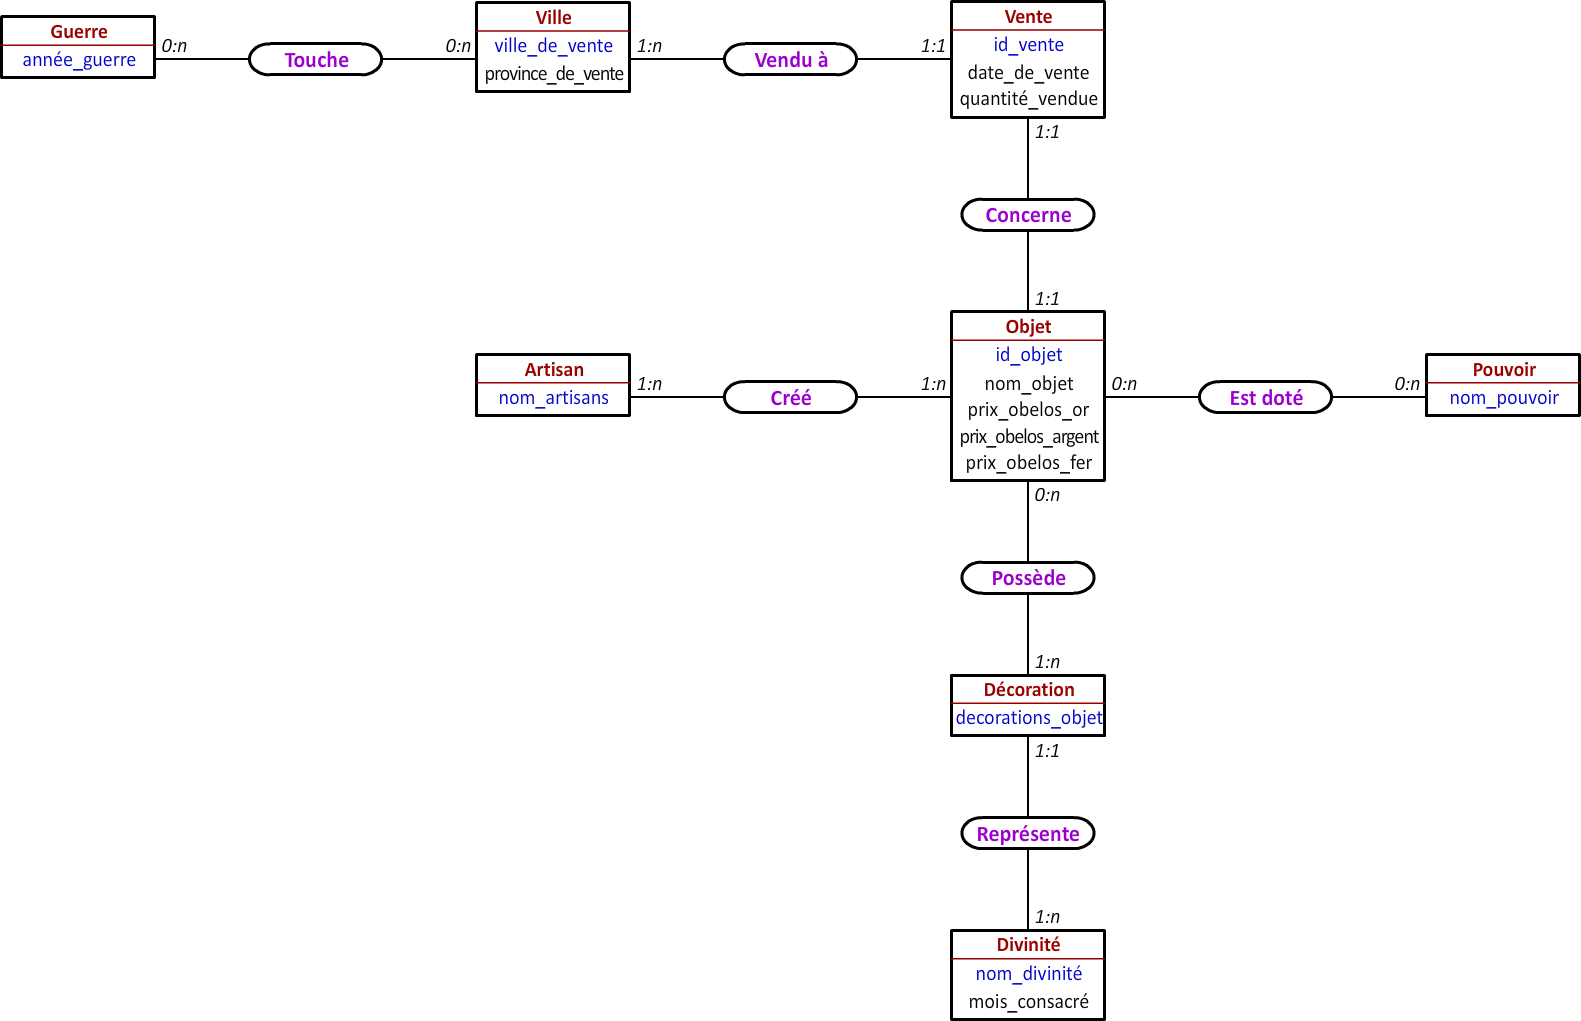 Guerre
année_guerre
0:n
Touche
0:n
Ville
ville_de_vente
province_de_vente
1:n
Vendu à
1:1
Vente
id_vente
date_de_vente
quantité_vendue
1:1
Concerne
1:1
Artisan
nom_artisans
1:n
Créé
1:n
Objet
id_objet
nom_objet
prix_obelos_or
prix_obelos_argent
prix_obelos_fer
0:n
Est doté
0:n
Pouvoir
nom_pouvoir
0:n
Possède
1:n
Décoration
decorations_objet
1:1
Représente
1:n
Divinité
nom_divinité
mois_consacré